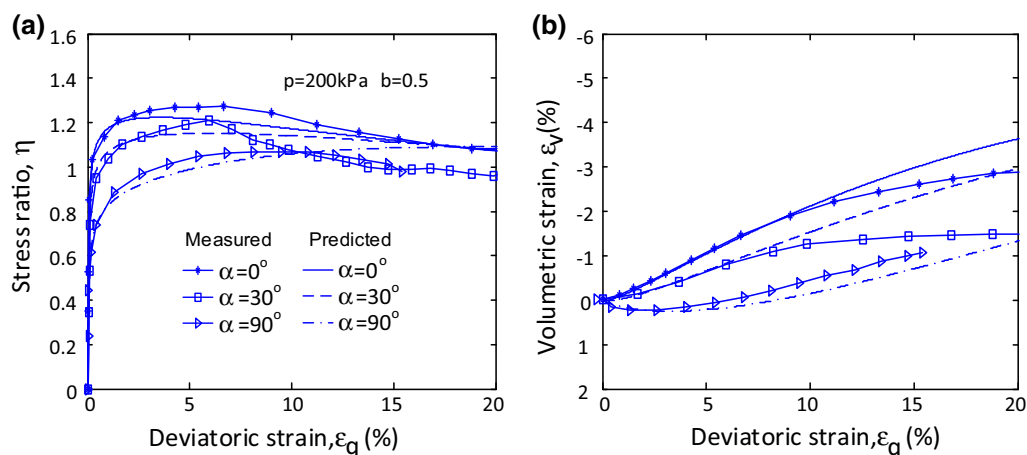 (a)
1.6
1.4
1.2
1.0
0.8
0.6
0.4
0.2
0
Stress ratio, η
p=200kPa b=0.5
Measured Predicted
α=0° α=0°
α=30° α=30°
α=90° α=90°
0 5 10 15 20
Deviatoric strain,εq (%)
(b)
-6
-5
-4
-3
-2
-1
0
1
2
Volumetric strain, εv(%)
0 5 10 15 20
Deviatoric strain,εq (%)